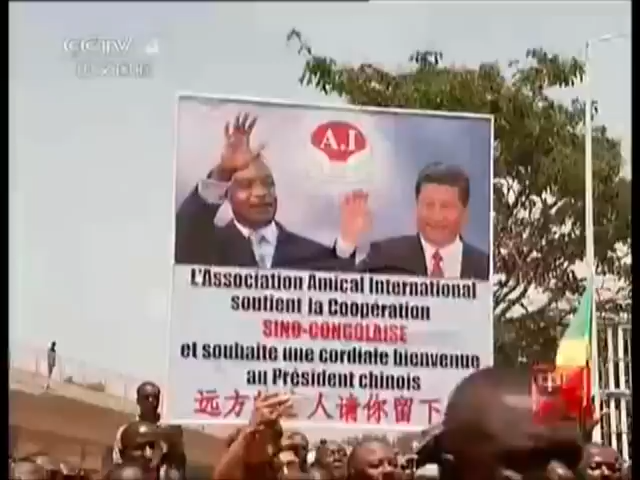 CCTV 4
A.I
L'Association Amical International
soutient la Coopération
SINO-CONGOLAISE
et souhaite une cordiale bienvenue
au Président chinois
远方 人请你留下